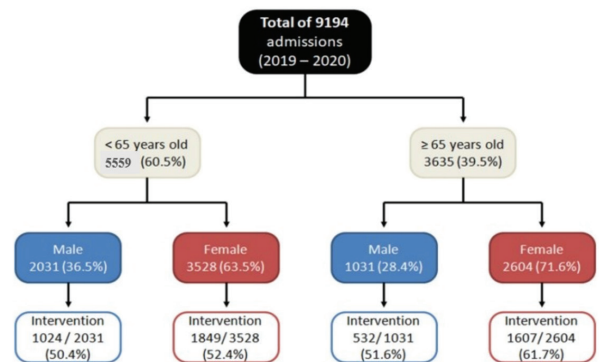 Total of 9194
admissions
(2019 – 2020)
< 65 years old
5559 (60.5%)
≥ 65 years old
3635 (39.5%)
Male
2031 (36.5%)
Female
3528 (63.5%)
Male
1031 (28.4%)
Female
2604 (71.6%)
Intervention
1024 / 2031
(50.4%)
Intervention
1849/ 3528
(52.4%)
Intervention
532/ 1031
(51.6%)
Intervention
1607/ 2604
(61.7%)